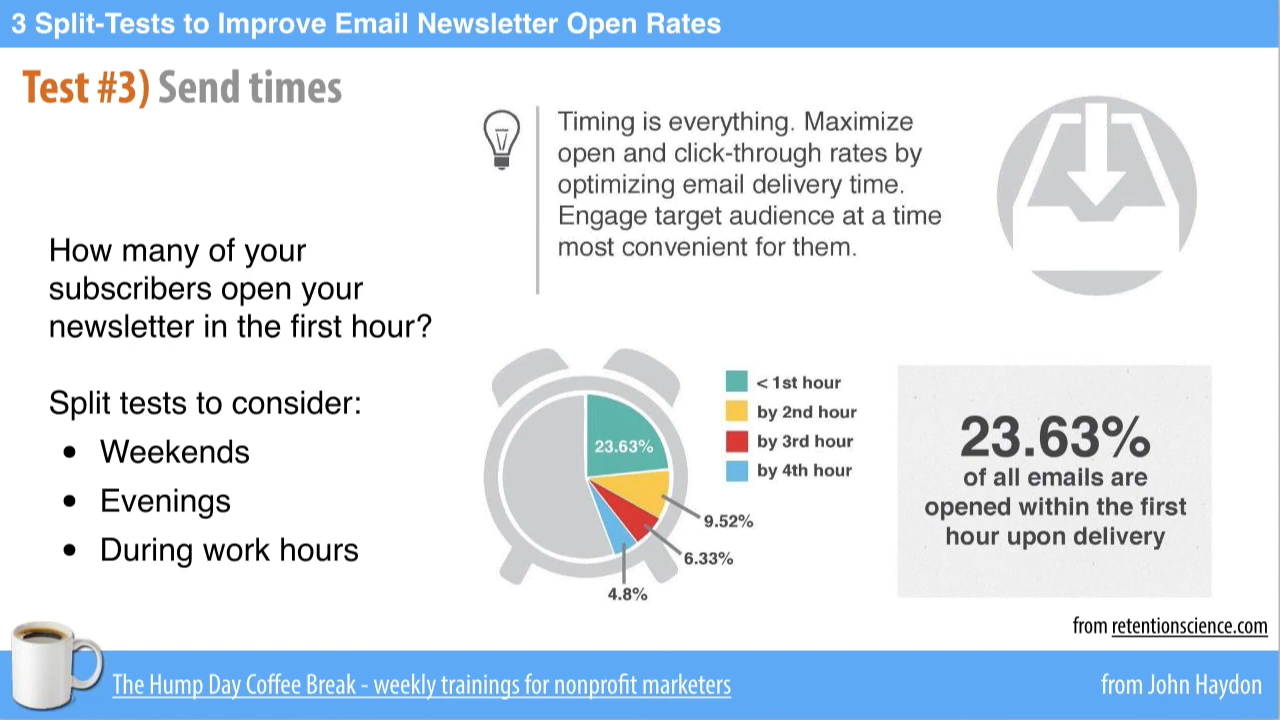 3 Split-Tests to Improve Email Newsletter Open Rates
Test #3) Send times
Timing is everything. Maximize
open and click-through rates by
optimizing email delivery time.
Engage target audience at a time
most convenient for them.
How many of your
subscribers open your
newsletter in the first hour?
Split tests to consider:
• Weekends
• Evenings
• During work hours
< 1st hour
by 2nd hour
by 3rd hour
by 4th hour
23.63%
9.52%
6.33%
4.8%
23.63%
of all emails are
opened within the first
hour upon delivery
from retentionscience.com
The Hump Day Coffee Break - weekly trainings for nonprofit marketers
from John Haydon